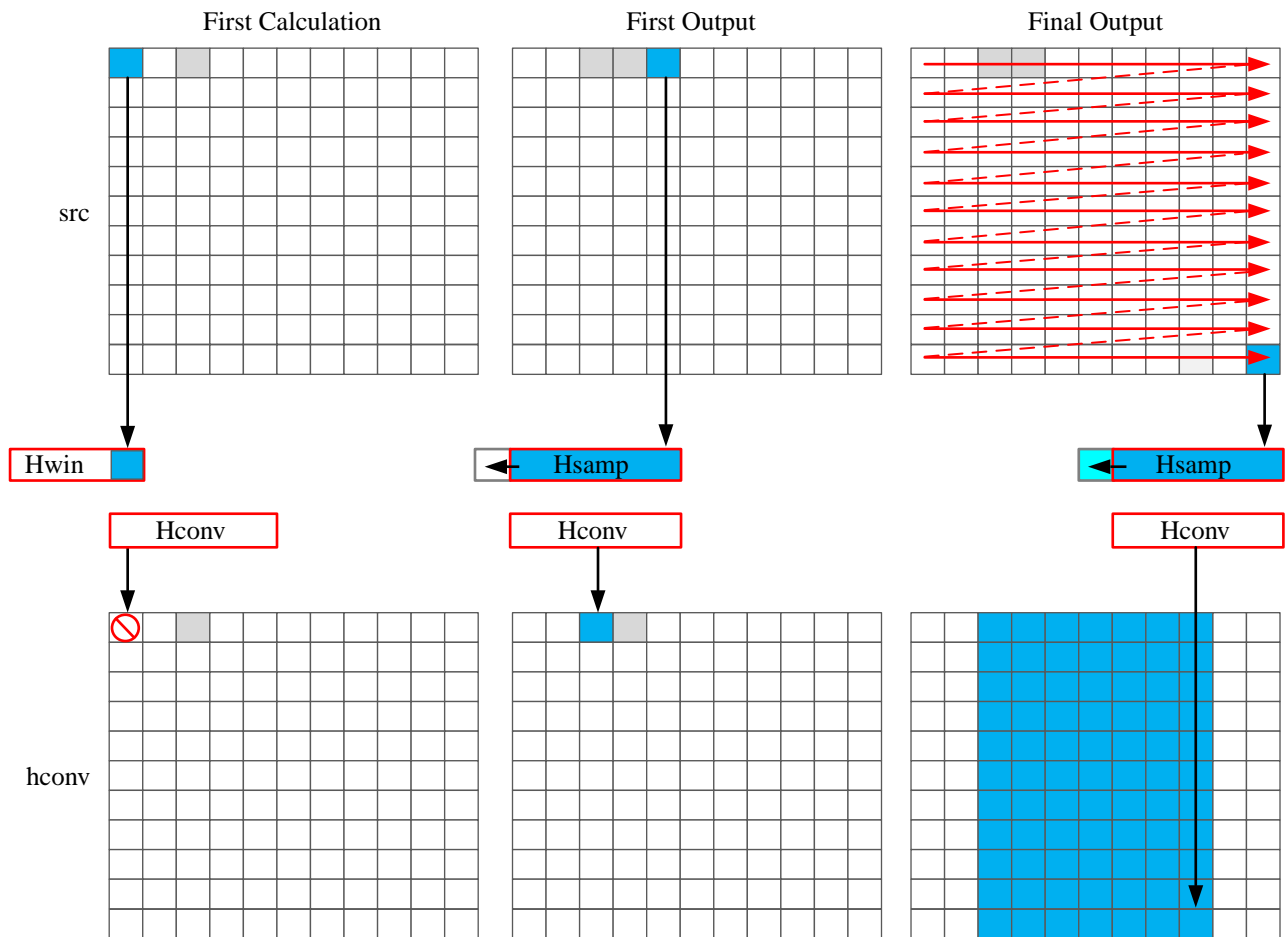 First Calculation
First Output
Final Output
src
Hwin
Hsamp
Hsamp
Hconv
Hconv
Hconv
hconv